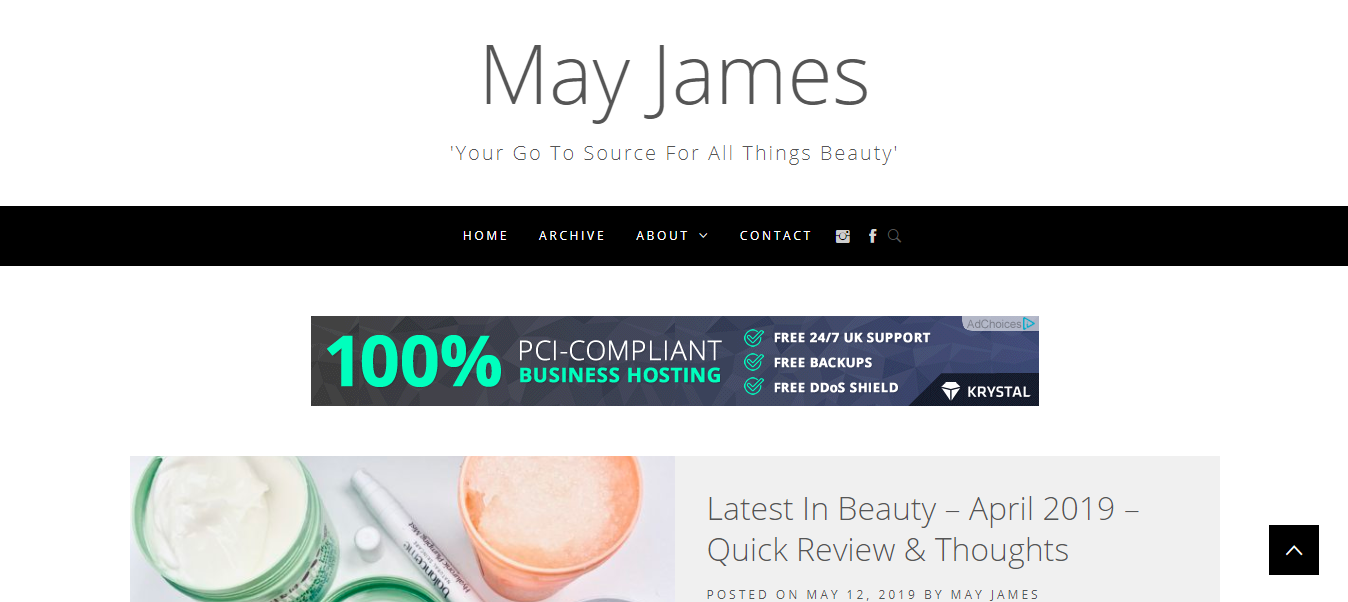 May James
'Your Go To Source For All Things Beauty'
HOME ARCHIVE ABOUT CONTACT
AdChoices
100% PCI-COMPLIANT
BUSINESS HOSTING
FREE 24/7 UK SUPPORT
FREE BACKUPS
FREE DDoS SHIELD
KRYSTAL
balance me
Latest In Beauty – April 2019 –
Quick Review & Thoughts
POSTED ON MAY 12, 2019 BY MAY JAMES